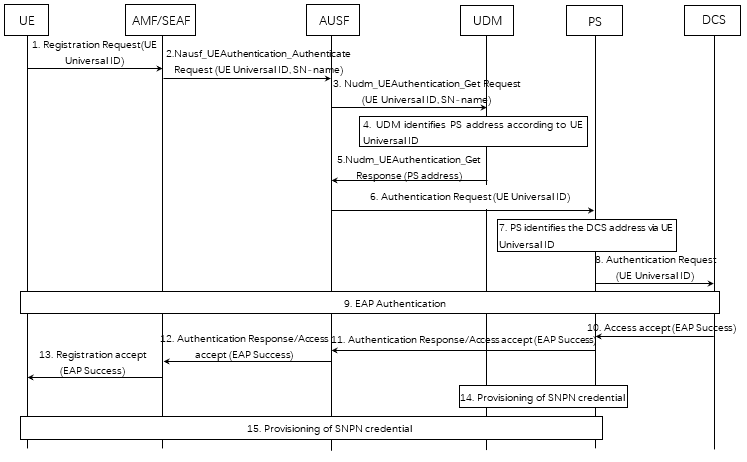 UE
AMF/SEAF
AUSF
UDM
PS
DCS
1. Registration Request(UE
Universal ID)
2.Nausf_UEAuthentication_Authenticate
Request (UE Universal ID, SN-name)
3. Nudm_UEAuthentication_Get Request
(UE Universal ID, SN-name)
4. UDM identifies PS address according to UE
Universal ID
5.Nudm_UEAuthentication_Get
Response (PS address)
6. Authentication Request (UE Universal ID)
7. PS identifies the DCS address via UE
Universal ID
8. Authentication Request
(UE Universal ID)
9. EAP Authentication
10. Access accept (EAP Success)
11. Authentication Response/Access accept (EAP Success)
12. Authentication Response/Access
accept (EAP Success)
13. Registration accept
(EAP Success)
14. Provisioning of SNPN credential
15. Provisioning of SNPN credential